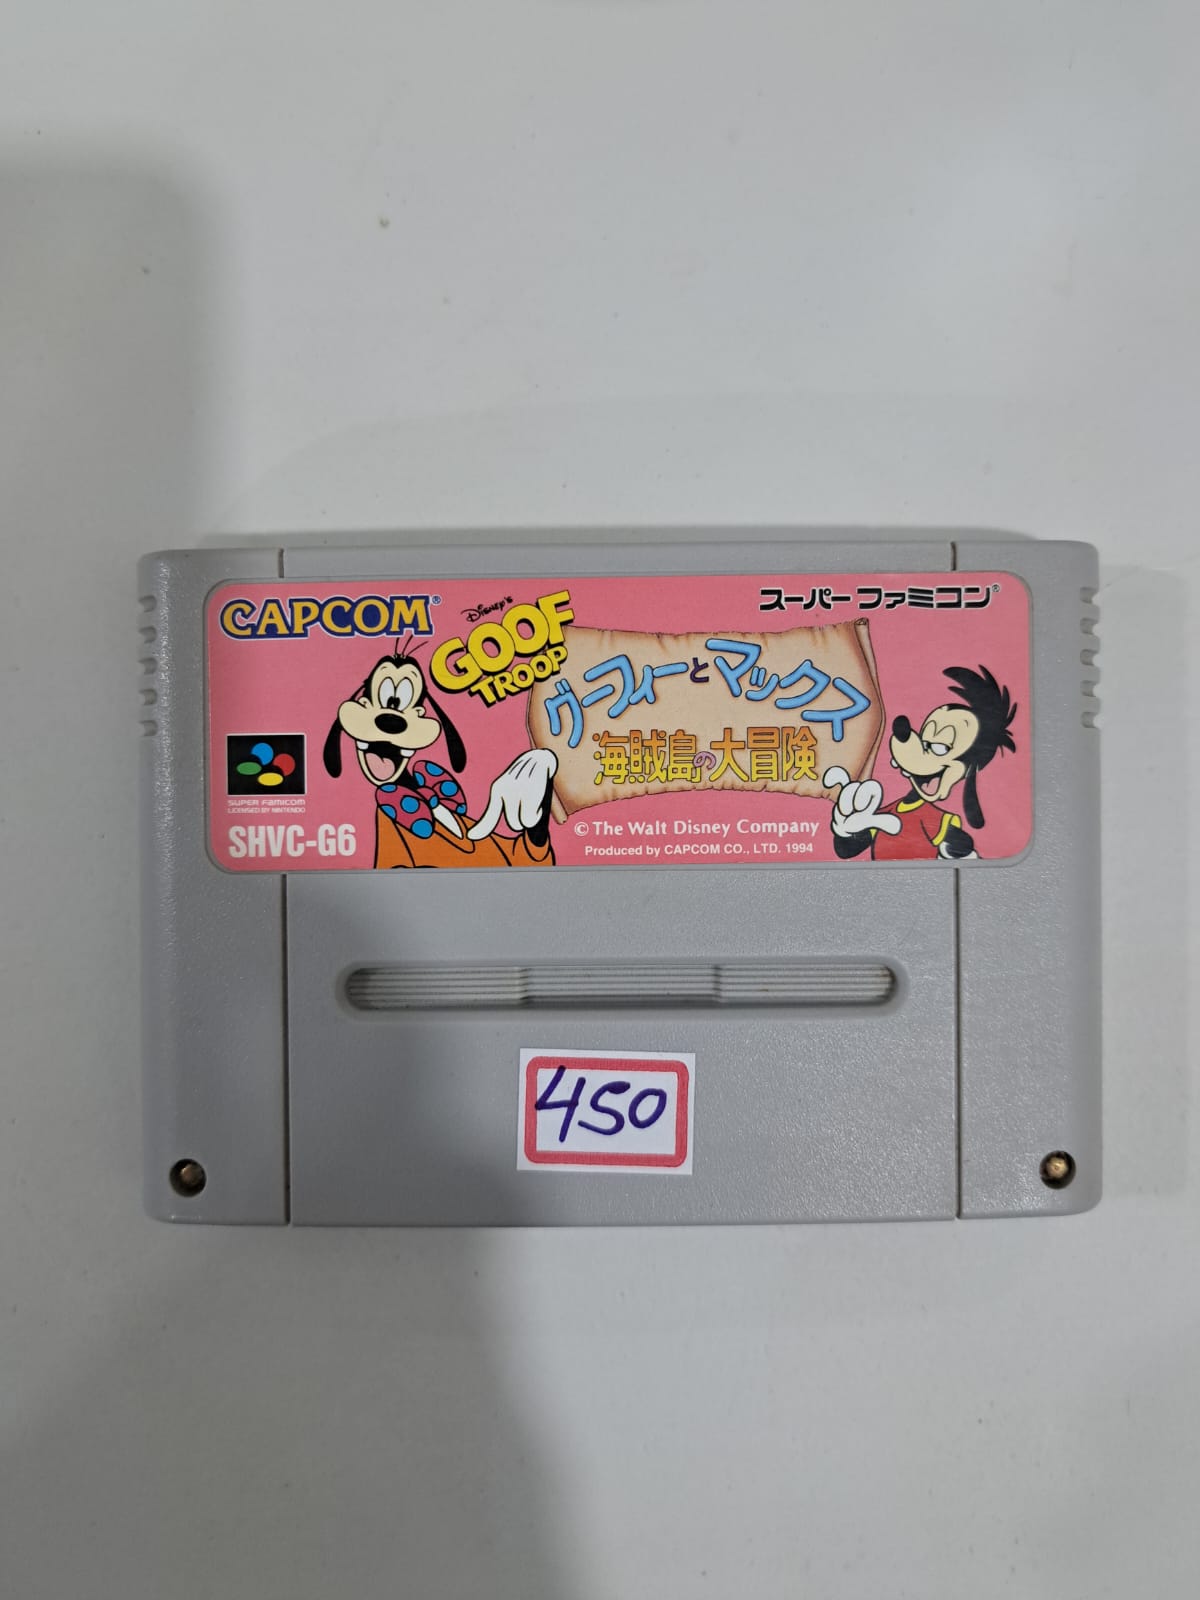 CAPCOM®
DISNEY'S
GOOF
TROOP
スーパーファミコン®
グーフィーとマックス
海賊島の大冒険
SUPER FAMICOM
LICENSED BY NINTENDO
SHVC-G6
© The Walt Disney Company
Produced by CAPCOM CO., LTD. 1994
450